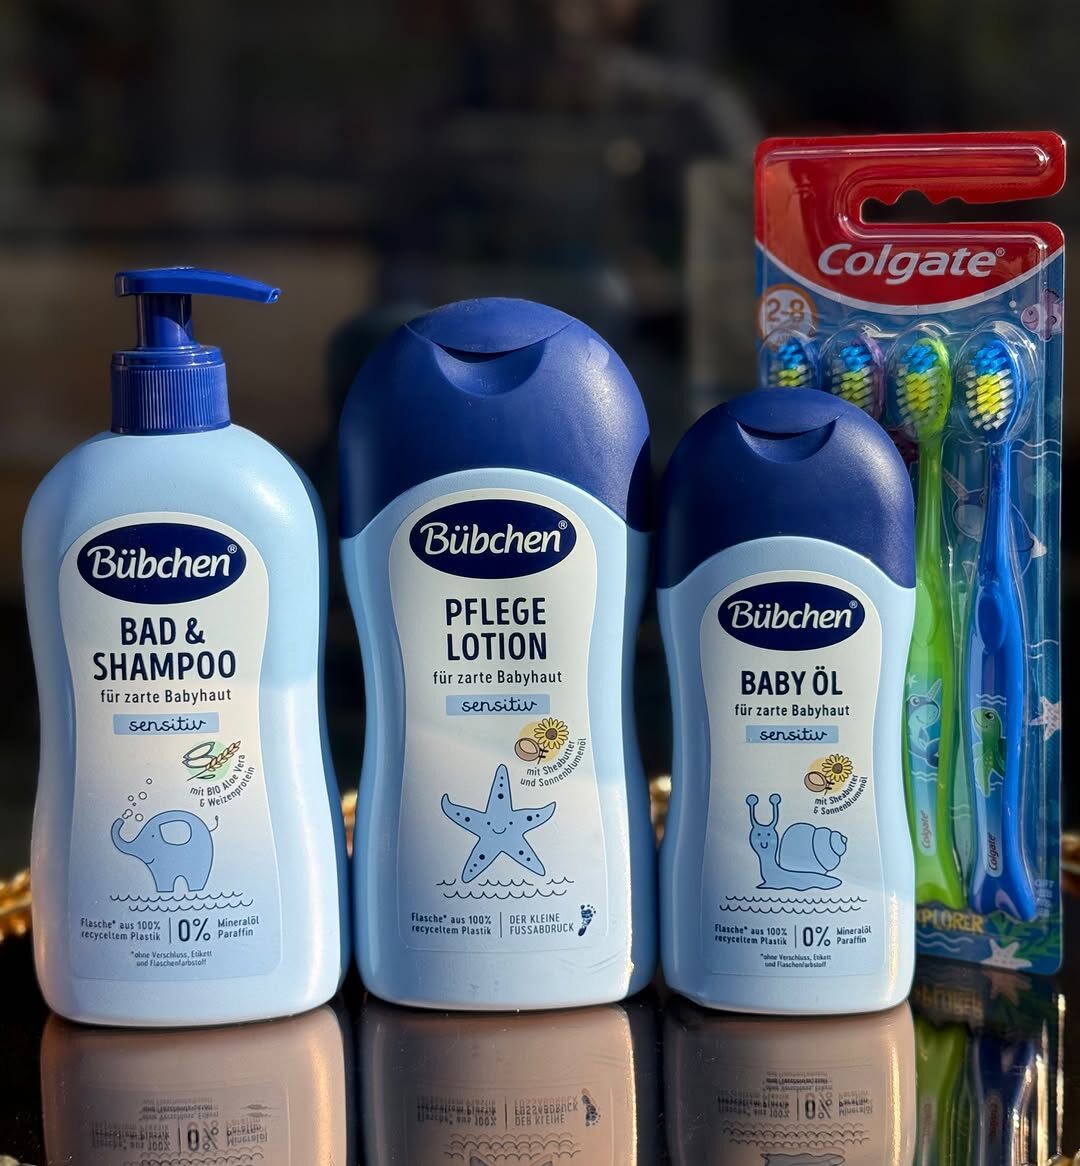 Bübchen®
BAD &
SHAMPOO
für zarte Babyhaut
sensitiv
mit BIO Aloe Vera
& Weizenprotein
Flasche* aus 100%
recyceltem Plastik
0% Mineralöl
Paraffin
*ohne Verschluss, Etikett
und Flaschenfarbstoff
Bübchen®
PFLEGE
LOTION
für zarte Babyhaut
sensitiv
mit Sheabutter
und Sonnenblumenöl
Flasche* aus 100%
recyceltem Plastik
DER KLEINE
FUSSABDRUCK
Bübchen®
BABY ÖL
für zarte Babyhaut
sensitiv
mit Sheabutter
& Sonnenblumenöl
Flasche* aus 100%
recyceltem Plastik
0% Mineralöl
Paraffin
*ohne Verschluss, Etikett
und Flaschenfarbstoff
Colgate®
2-8
Colgate
Colgate